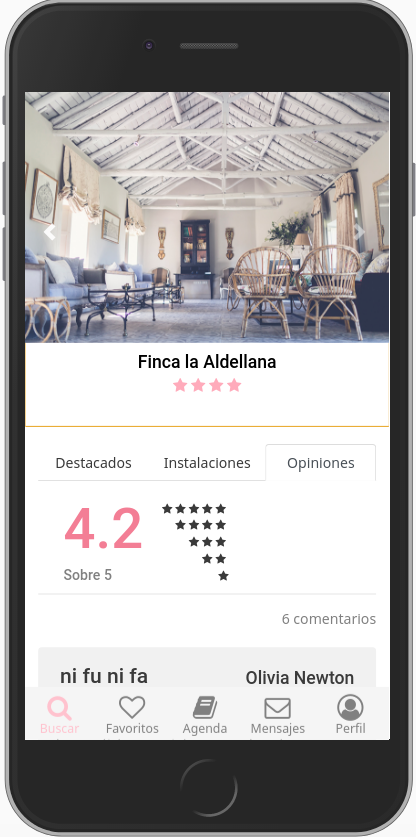 Finca la Aldellana
Destacados Instalaciones Opiniones
4.2
Sobre 5
6 comentarios
ni fu ni fa Olivia Newton
Buscar Favoritos Agenda Mensajes Perfil